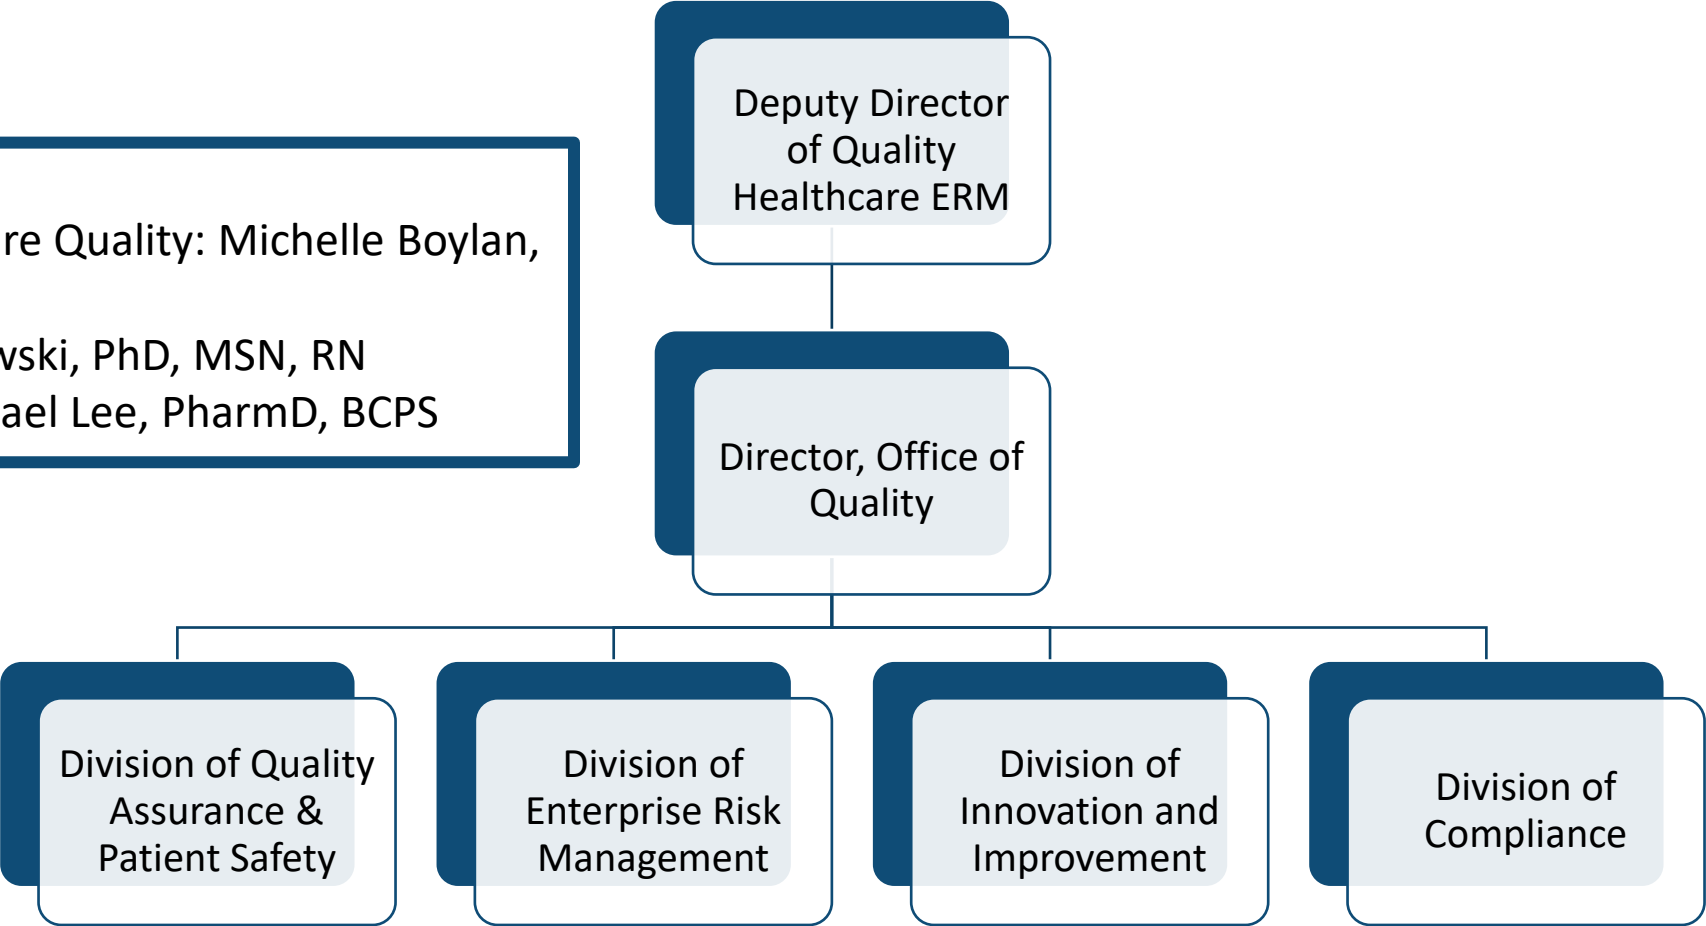 re Quality: Michelle Boylan,
wski, PhD, MSN, RN
ael Lee, PharmD, BCPS
Deputy Director
of Quality
Healthcare ERM
Director, Office of
Quality
Division of Quality
Assurance &
Patient Safety
Division of
Enterprise Risk
Management
Division of
Innovation and
Improvement
Division of
Compliance